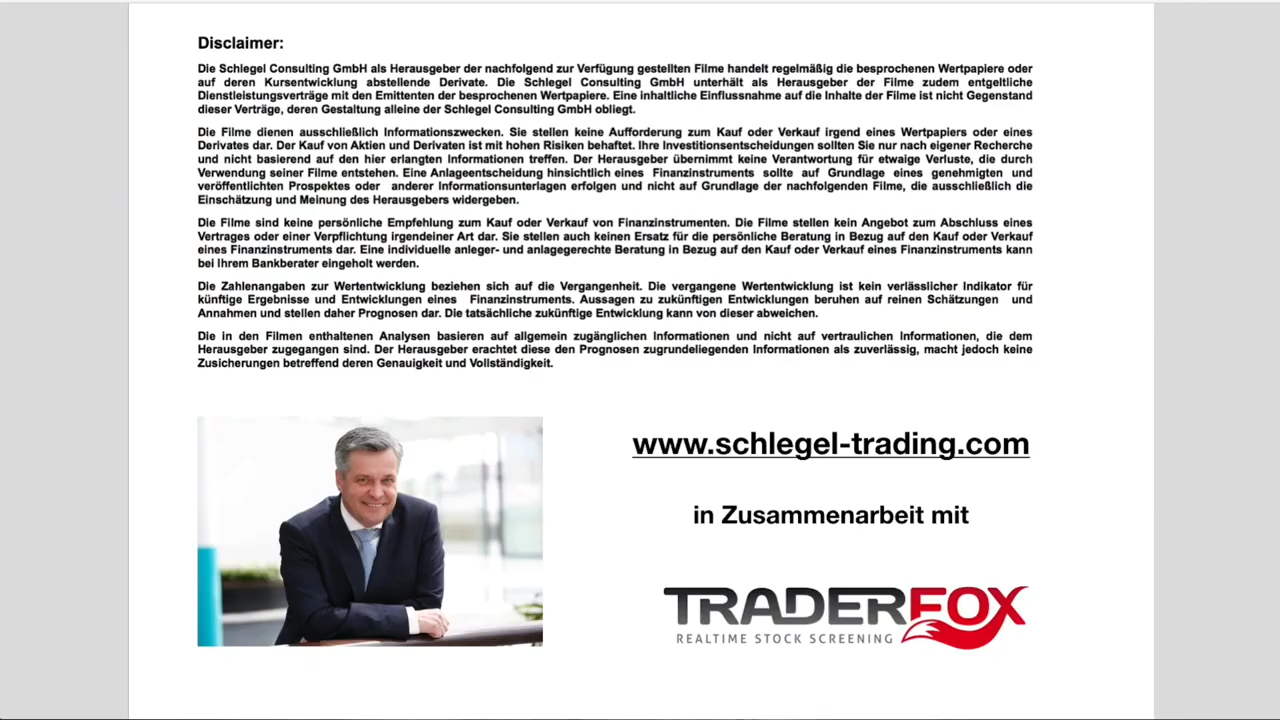 Disclaimer:
Die Schlegel Consulting GmbH als Herausgeber der nachfolgend zur Verfügung gestellten Filme handelt regelmäßig die besprochenen Wertpapiere oder
auf deren Kursentwicklung abstellende Derivate. Die Schlegel Consulting GmbH unterhält als Herausgeber der Filme zudem entgeltliche
Dienstleistungsverträge mit den Emittenten der besprochenen Wertpapiere. Eine inhaltliche Einflussnahme auf die Inhalte der Filme ist nicht Gegenstand
dieser Verträge, deren Gestaltung alleine der Schlegel Consulting GmbH obliegt.
Die Filme dienen ausschließlich Informationszwecken. Sie stellen keine Aufforderung zum Kauf oder Verkauf irgend eines Wertpapiers oder eines
Derivates dar. Der Kauf von Aktien und Derivaten ist mit hohen Risiken behaftet. Ihre Investitionsentscheidungen sollten Sie nur nach eigener Recherche
und nicht basierend auf den hier erlangten Informationen treffen. Der Herausgeber übernimmt keine Verantwortung für etwaige Verluste, die durch
Verwendung seiner Filme entstehen. Eine Anlageentscheidung hinsichtlich eines Finanzinstruments sollte auf Grundlage eines genehmigten und
veröffentlichten Prospektes oder anderer Informationsunterlagen erfolgen und nicht auf Grundlage der nachfolgenden Filme, die ausschließlich die
Einschätzung und Meinung des Herausgebers widergeben.
Die Filme sind keine persönliche Empfehlung zum Kauf oder Verkauf von Finanzinstrumenten. Die Filme stellen kein Angebot zum Abschluss eines
Vertrages oder einer Verpflichtung irgendeiner Art dar. Sie stellen auch keinen Ersatz für die persönliche Beratung in Bezug auf den Kauf oder Verkauf
eines Finanzinstruments dar. Eine individuelle anleger- und anlagegerechte Beratung in Bezug auf den Kauf oder Verkauf eines Finanzinstruments kann
bei Ihrem Bankberater eingeholt werden.
Die Zahlenangaben zur Wertentwicklung beziehen sich auf die Vergangenheit. Die vergangene Wertentwicklung ist kein verlässlicher Indikator für
künftige Ergebnisse und Entwicklungen eines Finanzinstruments. Aussagen zu zukünftigen Entwicklungen beruhen auf reinen Schätzungen und
Annahmen und stellen daher Prognosen dar. Die tatsächliche zukünftige Entwicklung kann von dieser abweichen.
Die in den Filmen enthaltenen Analysen basieren auf allgemein zugänglichen Informationen und nicht auf vertraulichen Informationen, die dem
Herausgeber zugegangen sind. Der Herausgeber erachtet diese den Prognosen zugrundeliegenden Informationen als zuverlässig, macht jedoch keine
Zusicherungen betreffend deren Genauigkeit und Vollständigkeit.
www.schlegel-trading.com
in Zusammenarbeit mit
TRADERFOX
REALTIME STOCK SCREENING